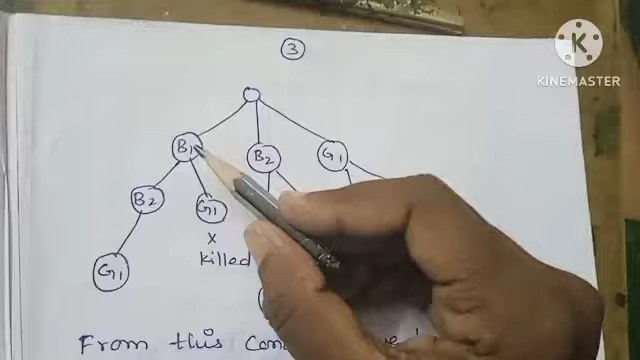 3
K
KINEMASTER
B1 B2 G1
B2 G1
x
G1 killed
From this